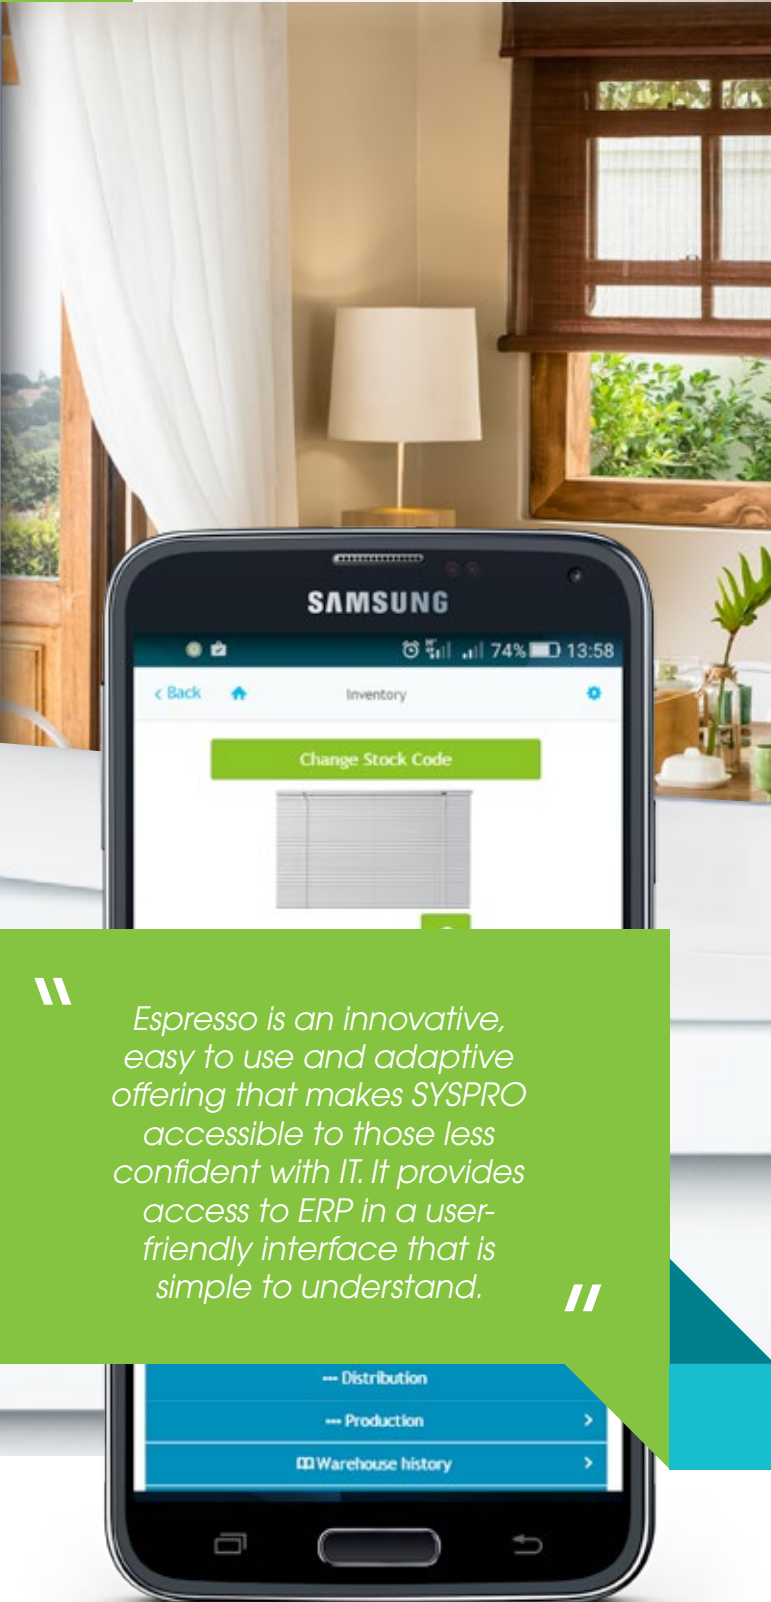 SAMSUNG
74% 13:58
< Back Inventory
Change Stock Code
Espresso is an innovative,
easy to use and adaptive
offering that makes SYSPRO
accessible to those less
confident with IT. It provides
access to ERP in a user-
friendly interface that is
simple to understand.
--- Distribution
--- Production >
Warehouse history >